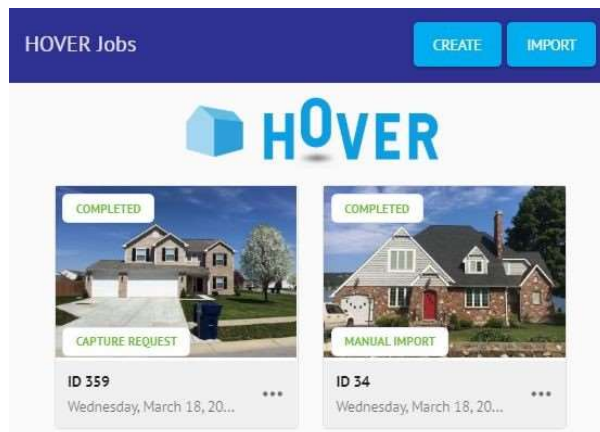 HOVER Jobs
CREATE
IMPORT
HOVER
COMPLETED
COMPLETED
CAPTURE REQUEST
MANUAL IMPORT
ID 359
ID 34
Wednesday, March 18, 20...
Wednesday, March 18, 20...